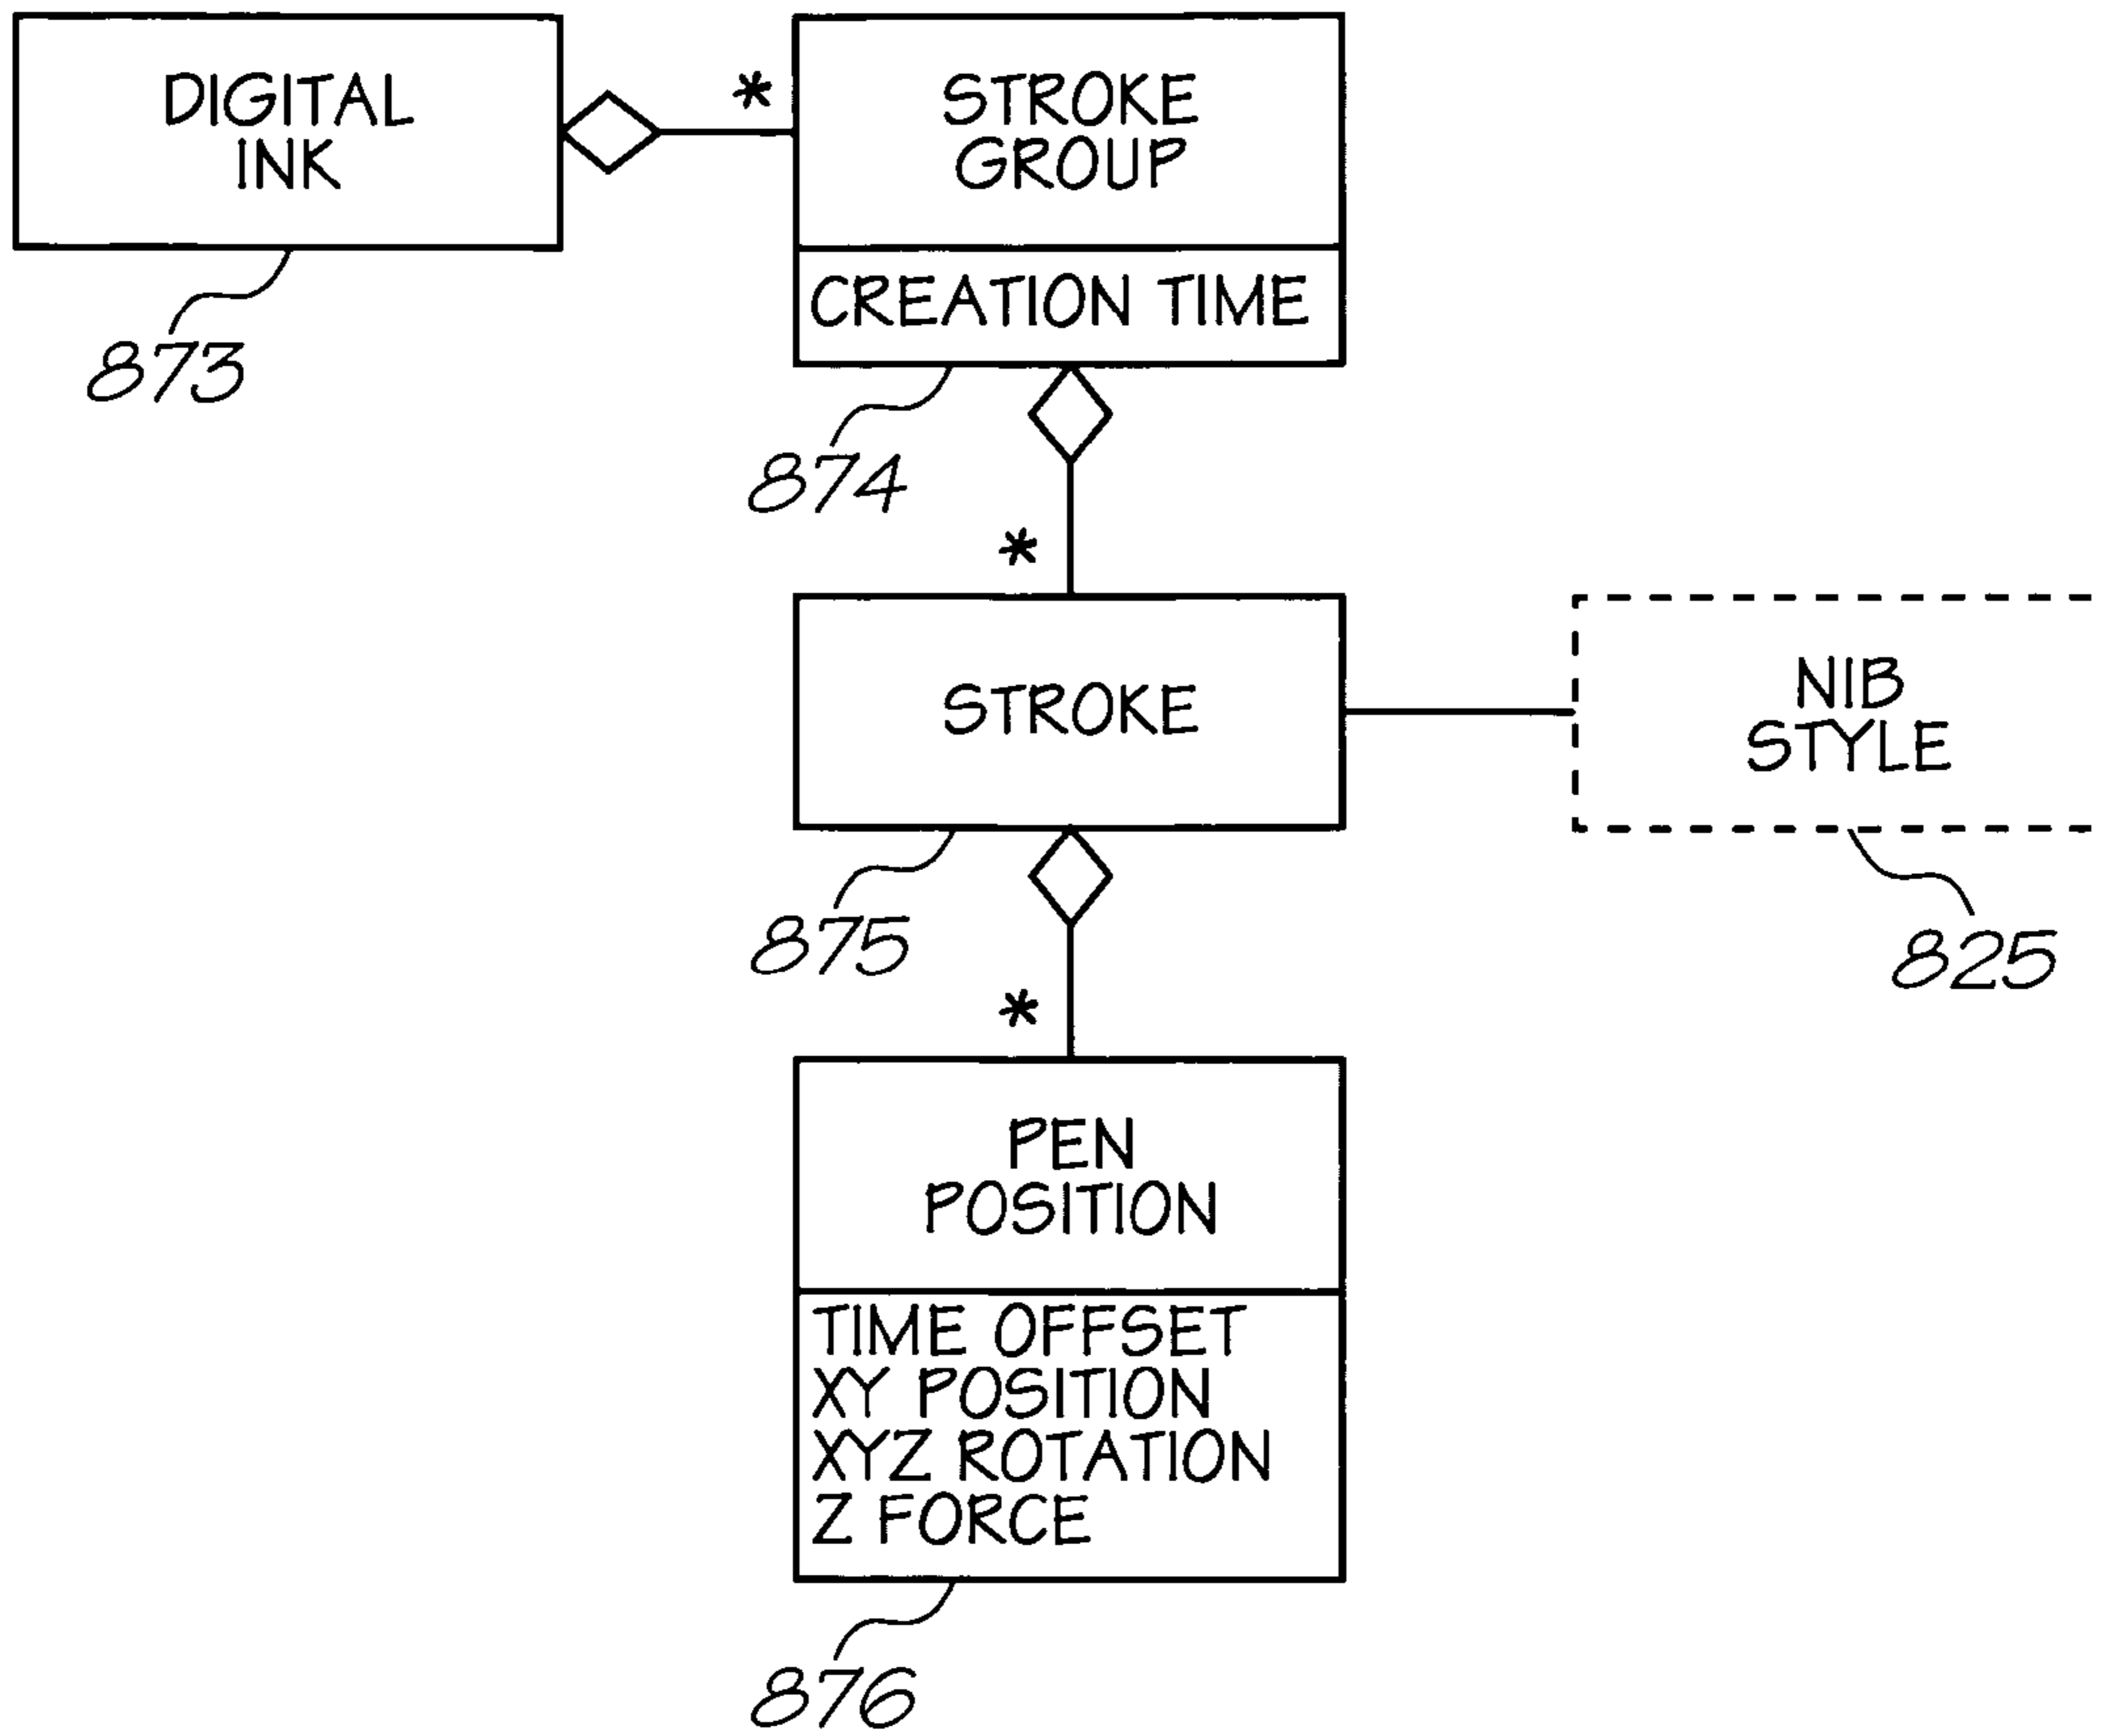 DIGITAL
INK
*
STROKE
GROUP
CREATION TIME
873
874
*
STROKE
NIB
STYLE
875
825
*
PEN
POSITION
TIME OFFSET
XY POSITION
XYZ ROTATION
Z FORCE
876